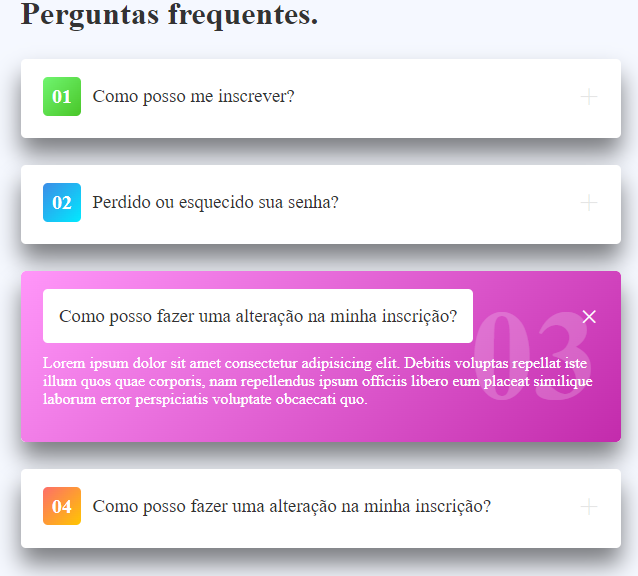 Perguntas frequentes.
01 Como posso me inscrever?
02 Perdido ou esquecido sua senha?
Como posso fazer uma alteração na minha inscrição?
03
Lorem ipsum dolor sit amet consectetur adipisicing elit. Debitis voluptas repellat iste
illum quos quae corporis, nam repellendus ipsum officiis libero eum placeat similique
laborum error perspiciatis voluptate obcaecati quo.
04 Como posso fazer uma alteração na minha inscrição?